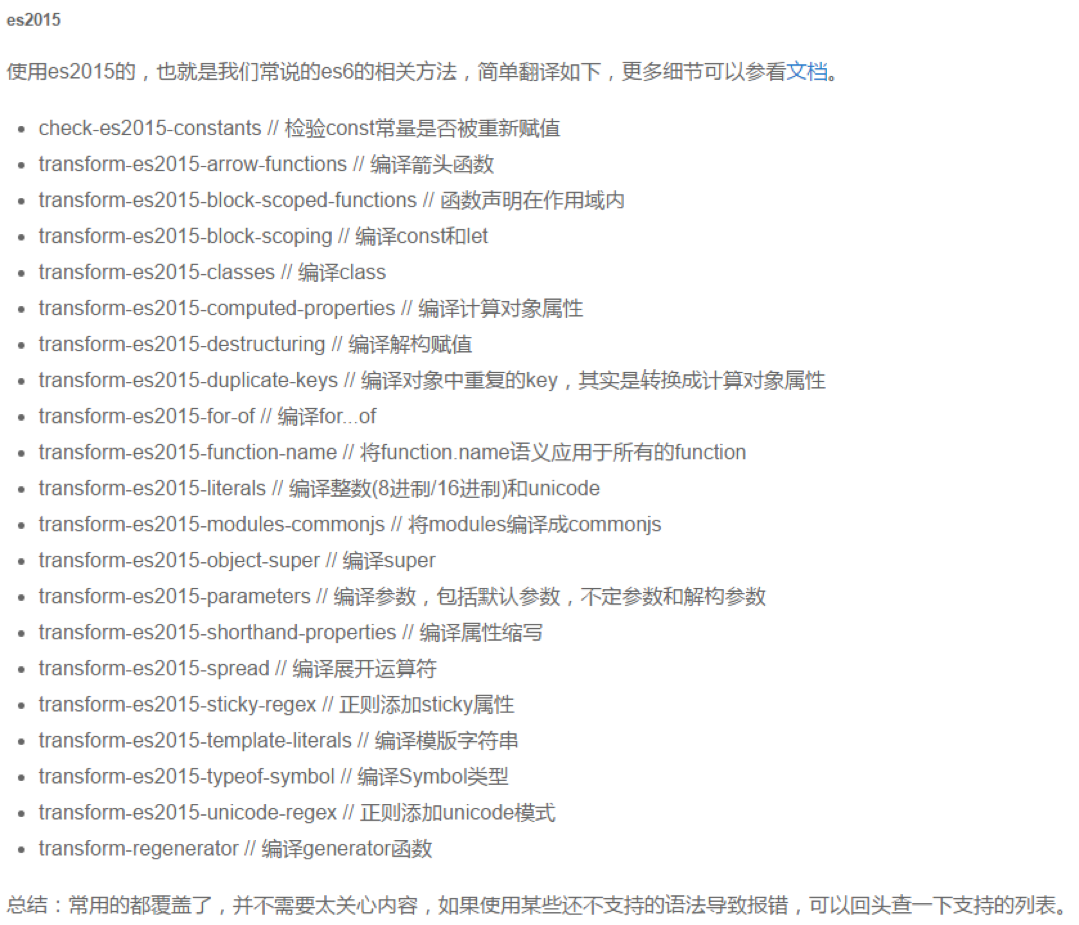 es2015
使用es2015的，也就是我们常说的es6的相关方法，简单翻译如下，更多细节可以参看文档。
check-es2015-constants // 检验const常量是否被重新赋值
transform-es2015-arrow-functions // 编译箭头函数
transform-es2015-block-scoped-functions // 函数声明在作用域内
transform-es2015-block-scoping // 编译const和let
transform-es2015-classes // 编译class
transform-es2015-computed-properties // 编译计算对象属性
transform-es2015-destructuring // 编译解构赋值
transform-es2015-duplicate-keys // 编译对象中重复的key，其实是转换成计算对象属性
transform-es2015-for-of // 编译for...of
transform-es2015-function-name // 将function.name语义应用于所有的function
transform-es2015-literals // 编译整数(8进制/16进制)和unicode
transform-es2015-modules-commonjs // 将modules编译成commonjs
transform-es2015-object-super // 编译super
transform-es2015-parameters // 编译参数，包括默认参数，不定参数和解构参数
transform-es2015-shorthand-properties // 编译属性缩写
transform-es2015-spread // 编译展开运算符
transform-es2015-sticky-regex // 正则添加sticky属性
transform-es2015-template-literals // 编译模版字符串
transform-es2015-typeof-symbol // 编译Symbol类型
transform-es2015-unicode-regex // 正则添加unicode模式
transform-regenerator // 编译generator函数
总结：常用的都覆盖了，并不需要太关心内容，如果使用某些还不支持的语法导致报错，可以回头查一下支持的列表。